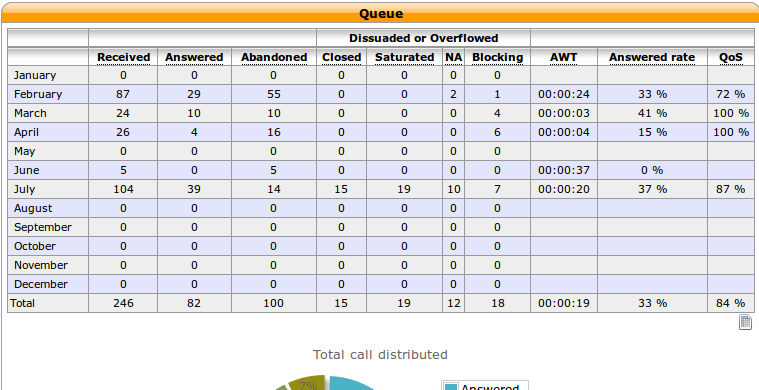 Queue
Dissuaded or Overflowed
Received Answered Abandoned Closed Saturated NA Blocking AWT Answered rate QoS
January 0 0 0 0 0 0 0
February 87 29 55 0 0 2 1 00:00:24 33 % 72 %
March 24 10 10 0 0 0 4 00:00:03 41 % 100 %
April 26 4 16 0 0 0 6 00:00:04 15 % 100 %
May 0 0 0 0 0 0 0
June 5 0 5 0 0 0 0 00:00:37 0 %
July 104 39 14 15 19 10 7 00:00:20 37 % 87 %
August 0 0 0 0 0 0 0
September 0 0 0 0 0 0 0
October 0 0 0 0 0 0 0
November 0 0 0 0 0 0 0
December 0 0 0 0 0 0 0
Total 246 82 100 15 19 12 18 00:00:19 33 % 84 %
Total call distributed
7%
Answered